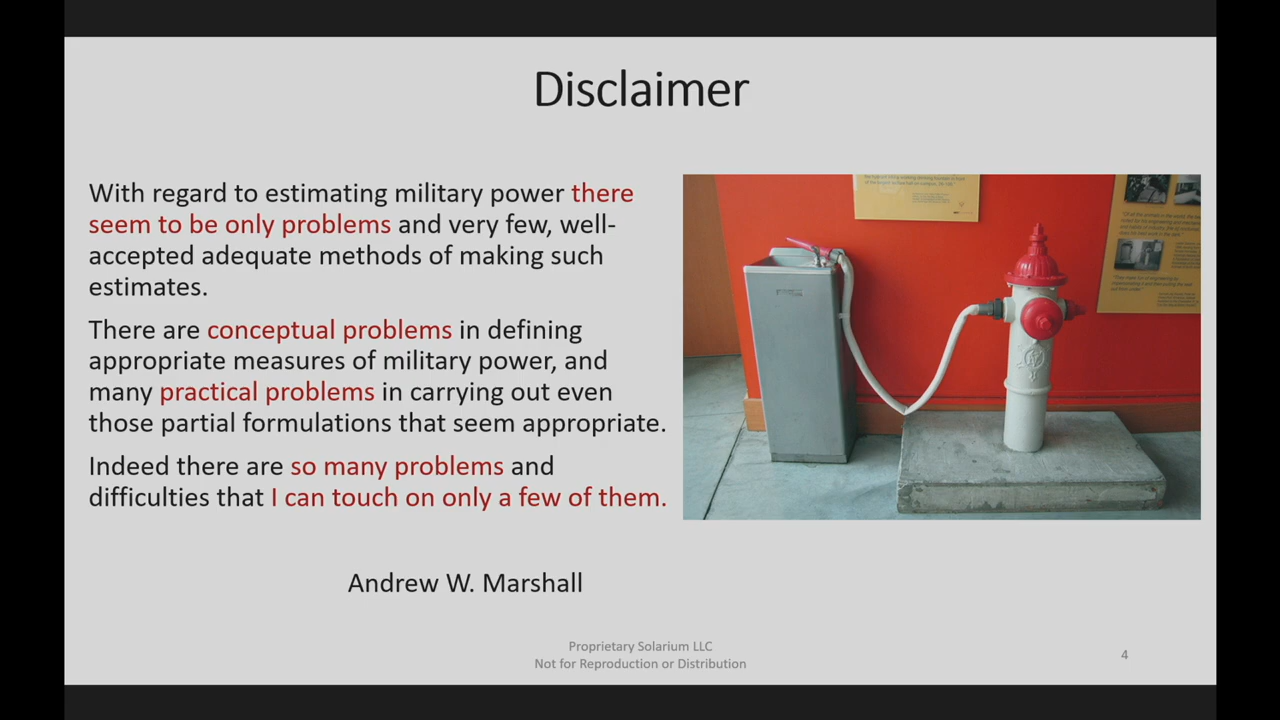 Disclaimer
With regard to estimating military power there
seem to be only problems and very few, well-
accepted adequate methods of making such
estimates.
There are conceptual problems in defining
appropriate measures of military power, and
many practical problems in carrying out even
those partial formulations that seem appropriate.
Indeed there are so many problems and
difficulties that I can touch on only a few of them.
Andrew W. Marshall
Proprietary Solarium LLC
Not for Reproduction or Distribution
4